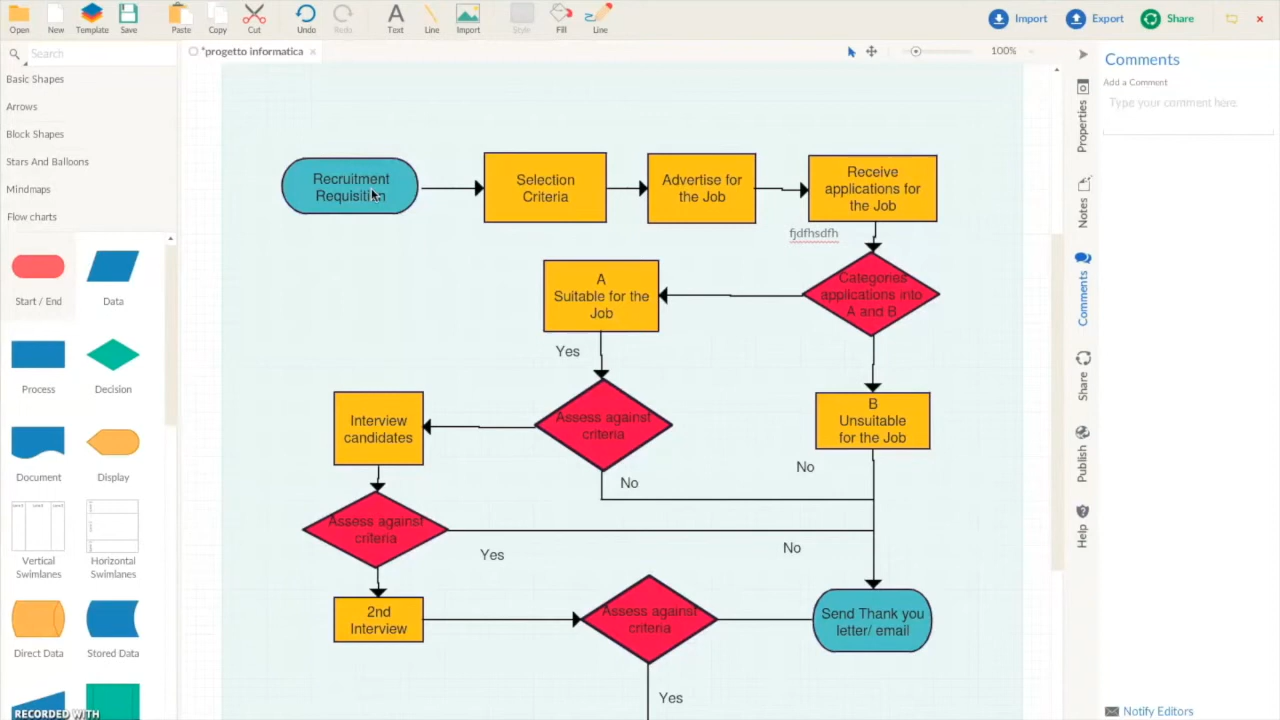 Open New Template Save Paste Copy Cut Undo Redo Text Line Import Style Fill Line
Import Export Share
Search
*progetto informatica
100%
Basic Shapes
Arrows
Block Shapes
Stars And Balloons
Mindmaps
Flow charts
Start / End
Data
Process
Decision
Document
Display
Vertical
Swimlanes
Horizontal
Swimlanes
Direct Data
Stored Data
RECORDED WITH
Recruitment
Requisition
Selection
Criteria
Advertise for
the Job
Receive
applications for
the Job
fjdfhsdfh
Categories
applications into
A and B
A
Suitable for the
Job
Yes
Assess against
criteria
Interview
candidates
B
Unsuitable
for the Job
No
No
Assess against
criteria
Yes
No
2nd
Interview
Assess against
criteria
Send Thank you
letter/ email
Yes
Properties
Notes
Comments
Share
Publish
Help
Comments
Add a Comment
Type your comment here.
Notify Editors